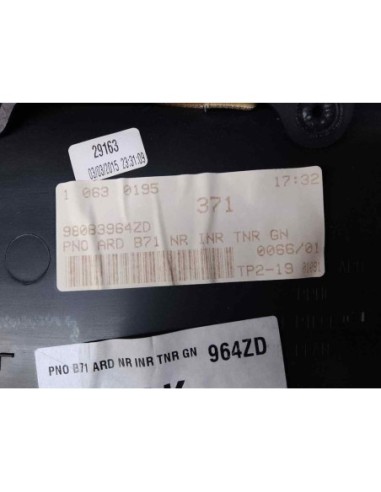 29163
03/03/2015 23:31:09
1 063 0195
371
17:32
98083964ZD
PNO ARD B71 NR INR TNR GN
0066/01
TP2-19
PNO B71 ARD NR INR TNR GN 964ZD